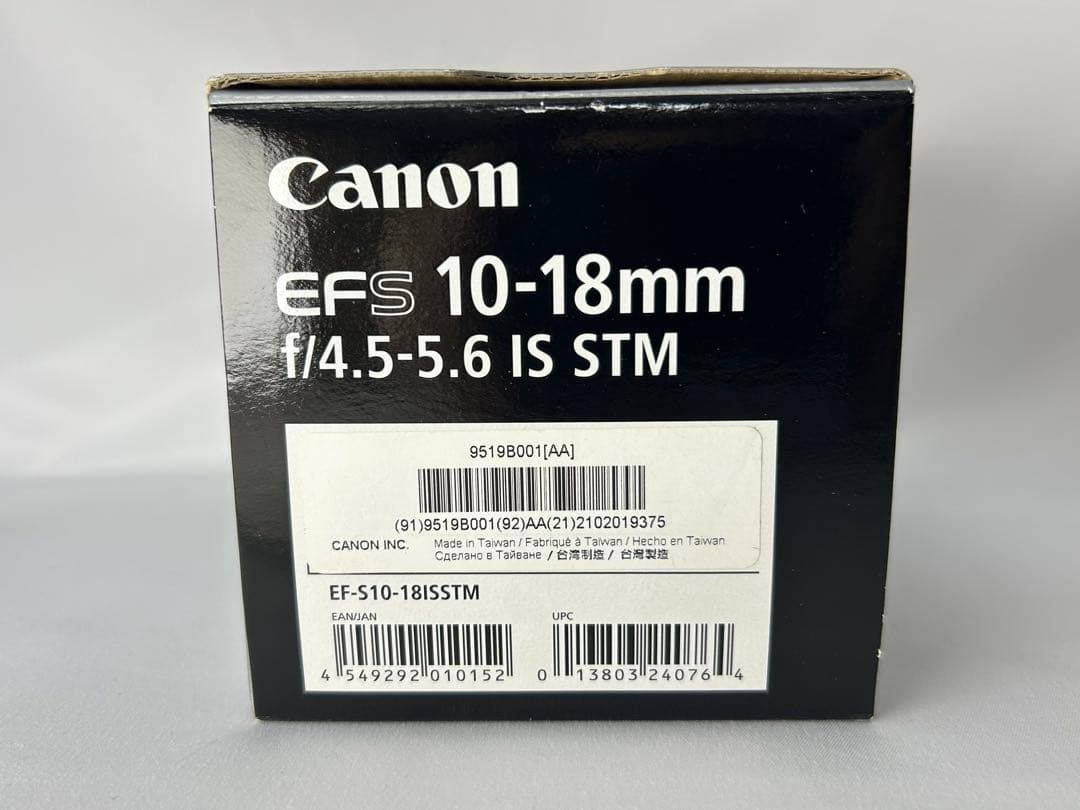 Canon
EFS 10-18mm
f/4.5-5.6 IS STM
9519B001[AA]
(91)9519B001(92)AA(21)2102019375
CANON INC. Made in Taiwan / Fabriqué à Taiwan / Hecho en Taiwan
Сделано в Тайване / 台湾制造 / 台灣製造
EF-S10-18ISSTM
EAN/JAN UPC
4 549292 010152 0 13803 24076 4